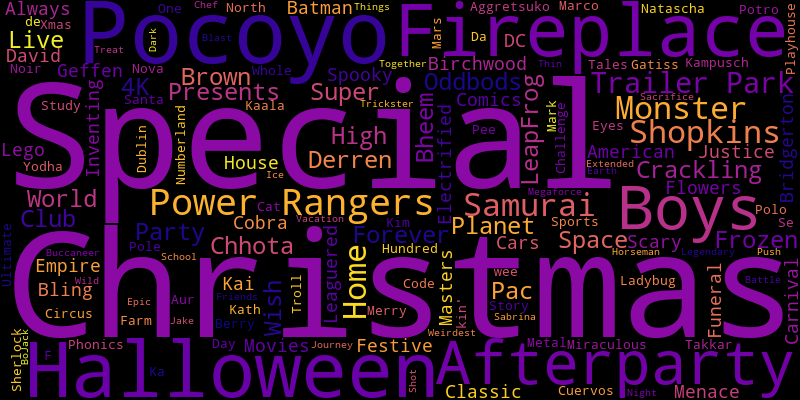 Always
de
Xmas
One
Chef
North
Batman
Things
Aggretsuko
Marco
Natascha
Potro
Live
David
Pocoyo
Dark
Fireplace
Mars
Da
DC
Playhouse
Noir
Geffen
Nova
Treat
Whole
Blast
Spooky
Together
Birchwood
Thin
Tales
Gatiss
Kampusch
4K
Santa
Brown
Presents
Super
Trickster
Oddbods
Comics
Trailer Park
Sacrifice
Special
Inventing
Study
Yodha
Lego
World
Club
Dublin
Numberland
Kaala
House
Ice
High
Derren
Bheem
Pee
Electrified
LeapFrog
Mark
Challenge
Monster
Shopkins
Eyes
American
Justice
Extended
Earth
Crackling
Flowers
Bridgerton
Power Rangers
Cat
Vacation
Samurai
Megaforce
Boys
Polo
Se
Party
Pole
School
Cobra
Chhota
Kim
Forever
Hundred
Planet
Cars
Sports
Space
Scary
Frozen
Legendary
Push
Christmas
Ultimate
Buccaneer
Empire
Wild
Bling
Circus
Epic
Farm
Aur
Jake
Kai
Kath
Berry
Friends
Wish
Troll
Leaguered
Home
Merry
Code
Masters
Wee
Pac
Story
Sabrina
Weirdest
kin'
Horseman
Ladybug
Funeral
Battle
Carnival
Sherlock
BoJack
F
Phonics
Day
Movies
Journey
Festive
Metal
Miraculous
Takkar
Halloween
Ka
Shot
Afterparty
Classic
Cuervos
Night
Menace